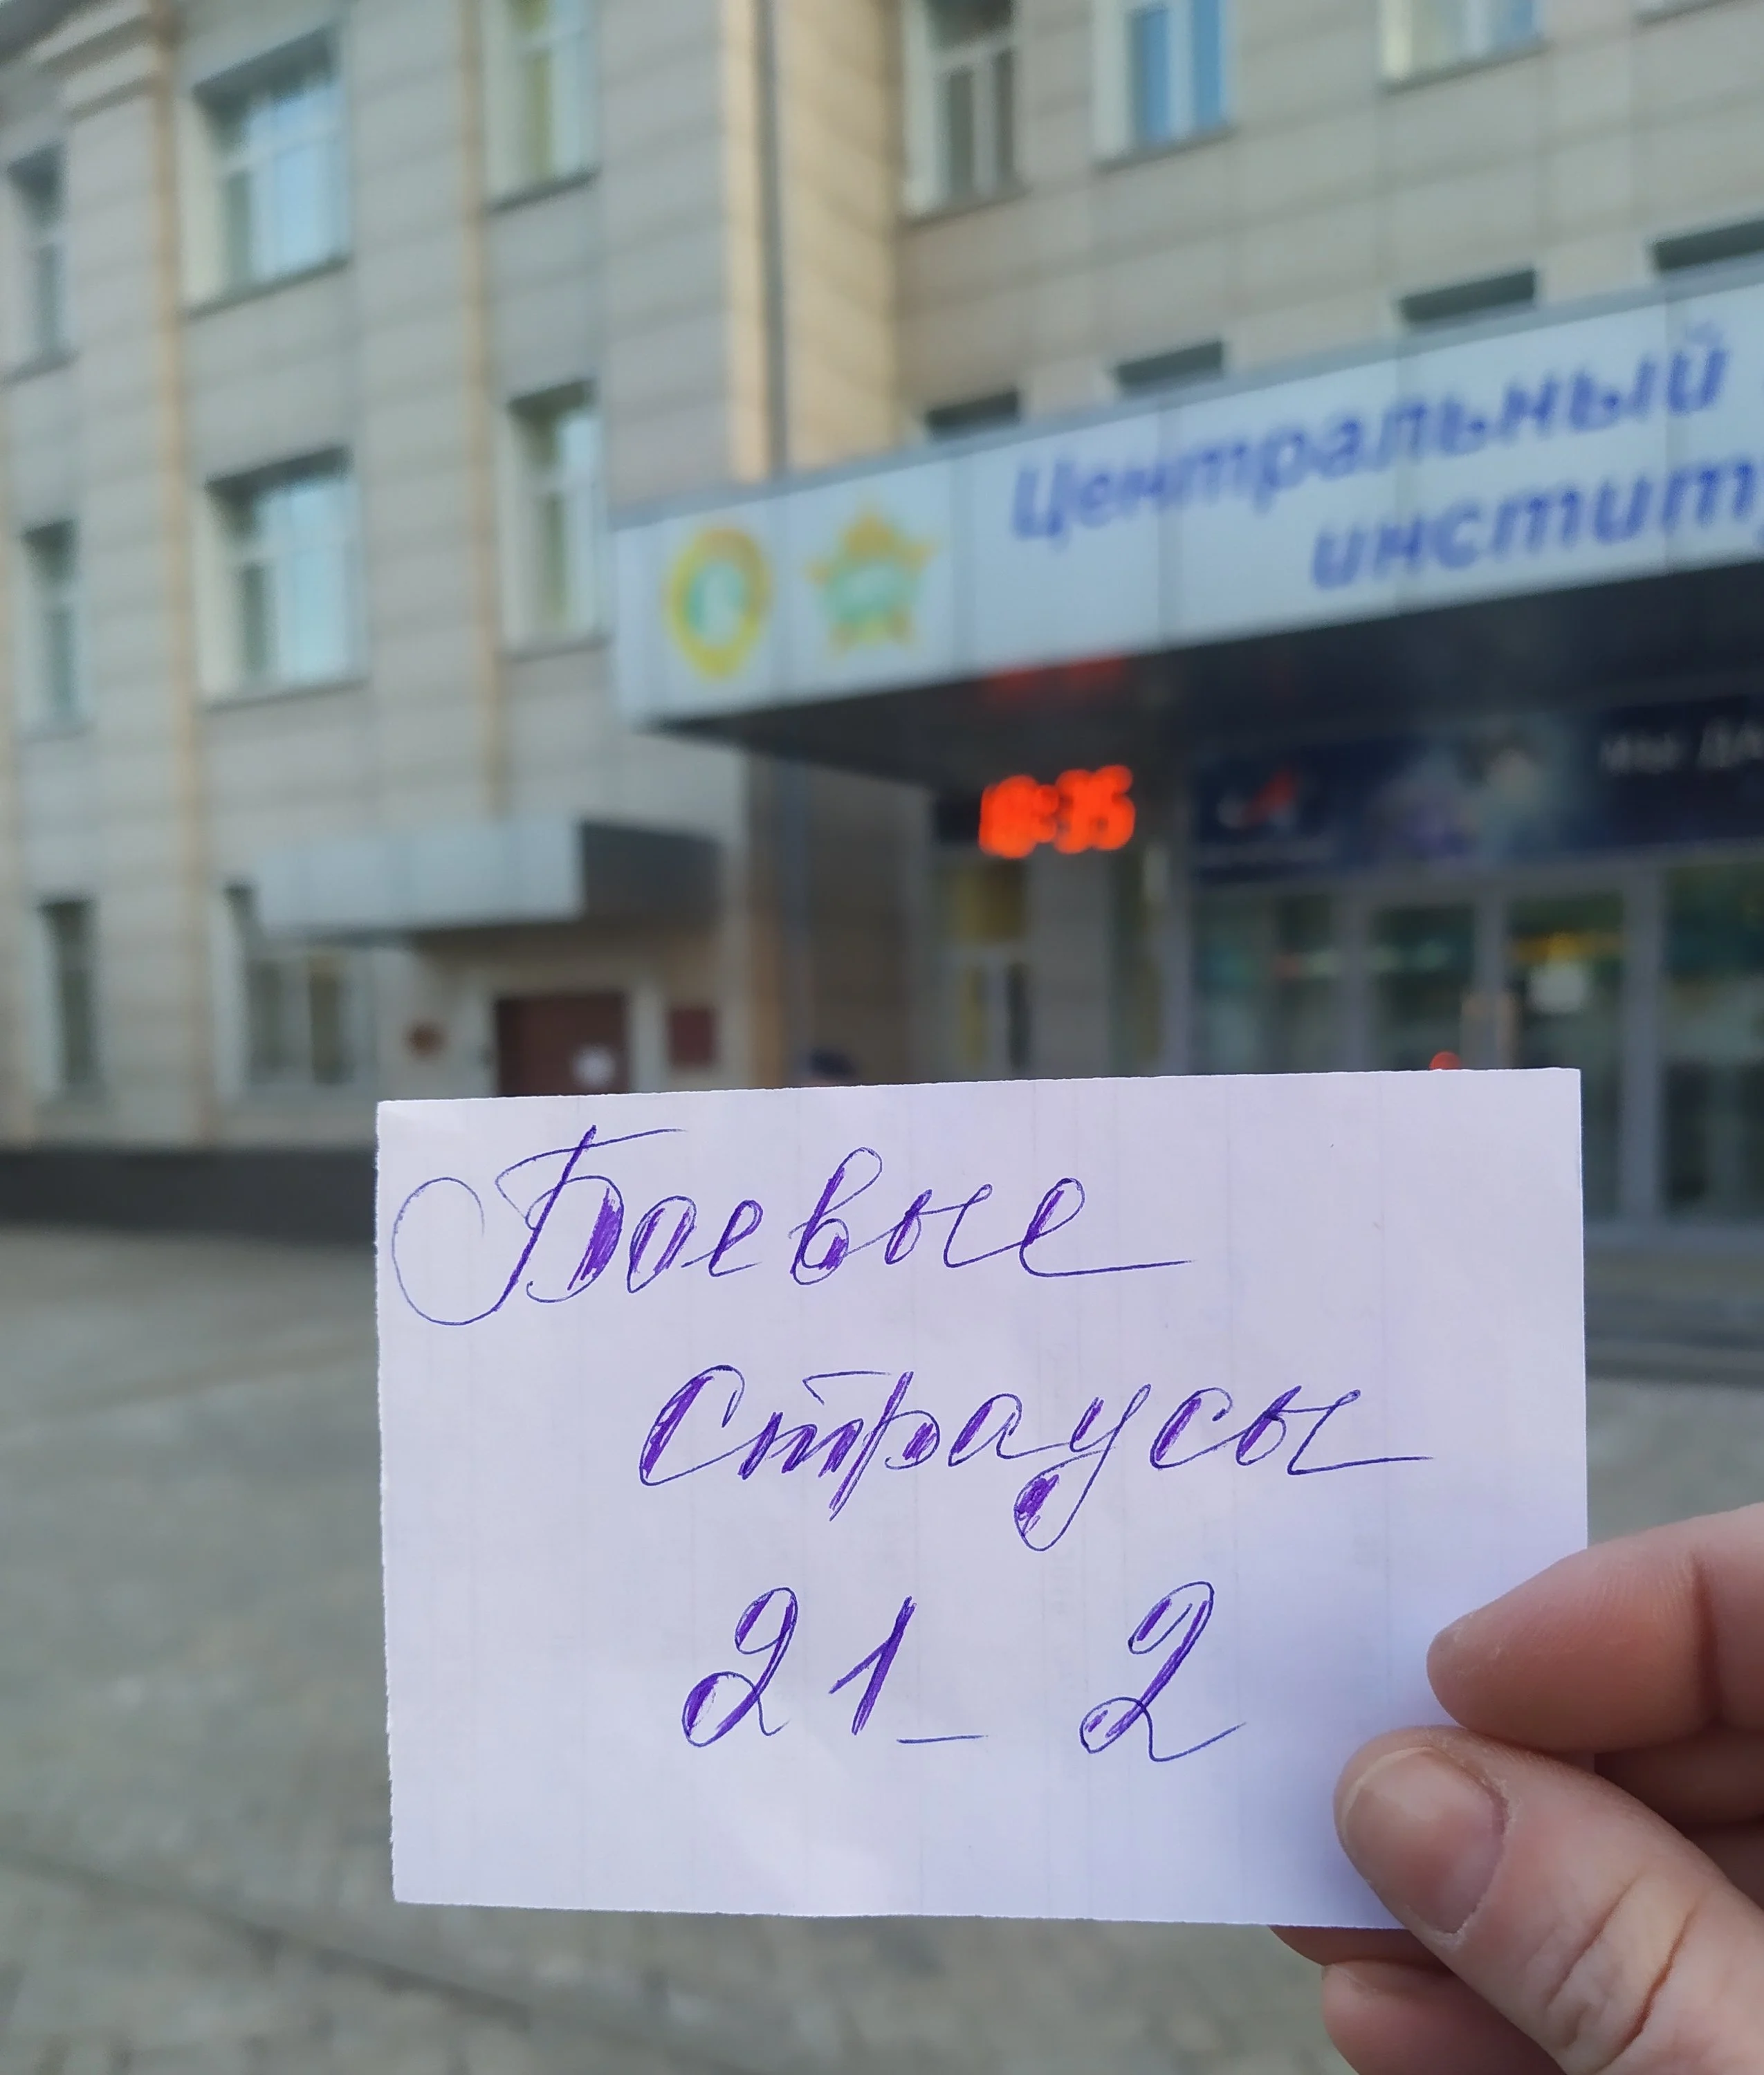 Центральный
инстит
Боевые
страусы
21_2